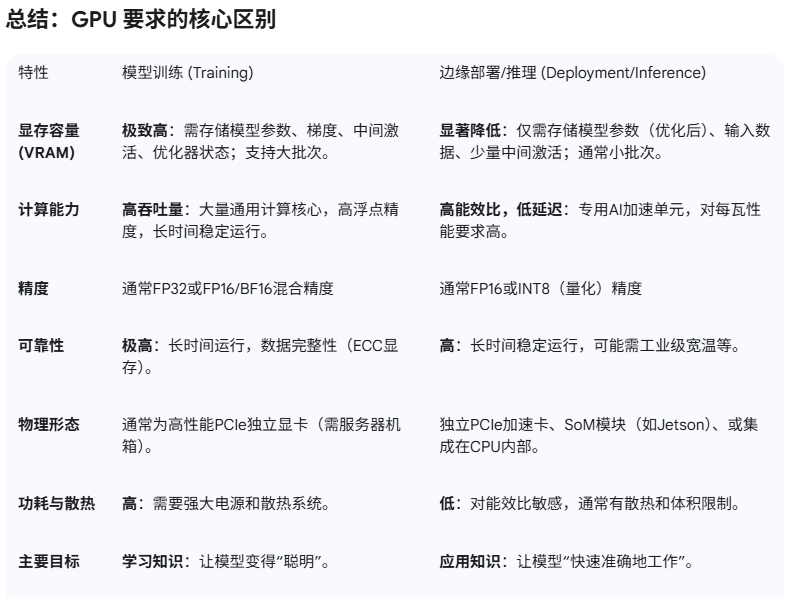 总结：GPU 要求的核心区别
特性
模型训练 (Training)
边缘部署/推理 (Deployment/Inference)
显存容量
(VRAM)
极致高：需存储模型参数、梯度、中间激
活、优化器状态；支持大批次。
显著降低：仅需存储模型参数（优化后）、输入数
据、少量中间激活；通常小批次。
计算能力
高吞吐量：大量通用计算核心，高浮点精
度，长时间稳定运行。
高能效比，低延迟：专用AI加速单元，对每瓦性
能要求高。
精度
通常FP32或FP16/BF16混合精度
通常FP16或INT8（量化）精度
可靠性
极高：长时间运行，数据完整性（ECC显
存）。
高：长时间稳定运行，可能需工业级宽温等。
物理形态
通常为高性能PCIe独立显卡（需服务器机
箱）。
独立PCIe加速卡、SoM模块（如Jetson）、或集
成在CPU内部。
功耗与散热
高：需要强大电源和散热系统。
低：对能效比敏感，通常有散热和体积限制。
主要目标
学习知识：让模型变得“聪明”。
应用知识：让模型“快速准确地工作”。